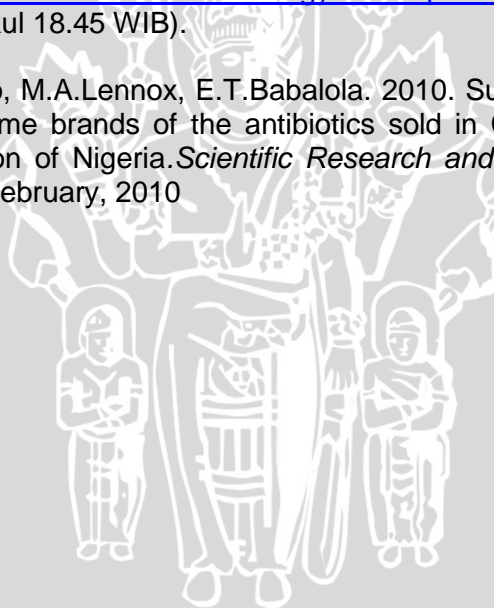 kul 18.45 WIB).
o, M.A.Lennox, E.T.Babalola. 2010. Su
me brands of the antibiotics sold in
on of Nigeria.Scientific Research and
ebruary, 2010